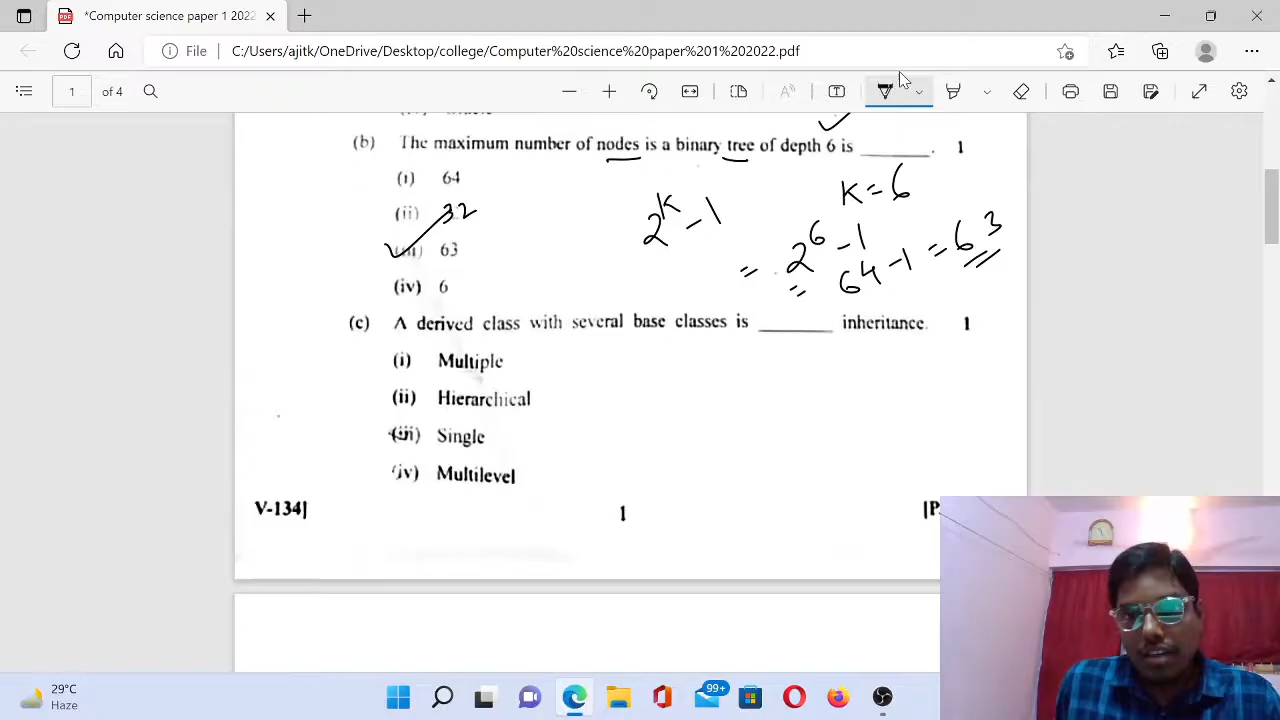 *Computer science paper 1 2022
File C:/Users/ajitk/OneDrive/Desktop/college/Computer%20science%20paper%201%202022.pdf
1 of 4
(b) The maximum number of nodes is a binary tree of depth 6 is ________. 1
(i) 64
(ii) 32
(iii) 63
(iv) 6
2^k - 1
K = 6
= 2^6 - 1
= 64 - 1 = 63
(c) A derived class with several base classes is ________ inheritance. 1
(i) Multiple
(ii) Hierarchical
(iii) Single
(iv) Multilevel
V-134] 1 [P.
99+
29°C
Haze